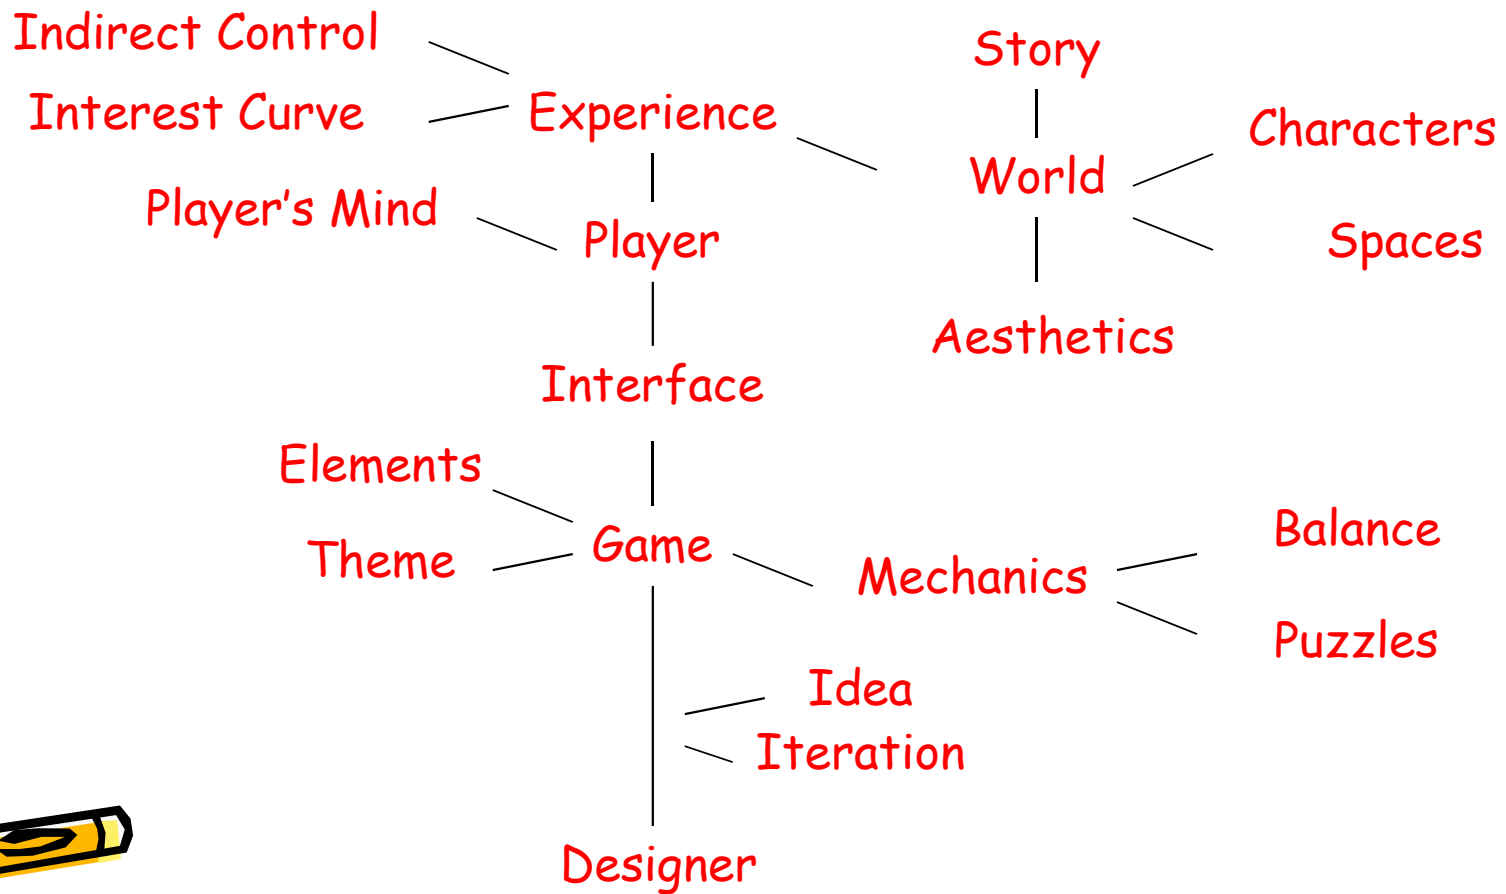 Indirect Control
Story
Interest Curve
Experience
Characters
World
Player's Mind
Player
Spaces
Aesthetics
Interface
Elements
Balance
Game
Theme
Mechanics
Puzzles
Idea
Iteration
Designer